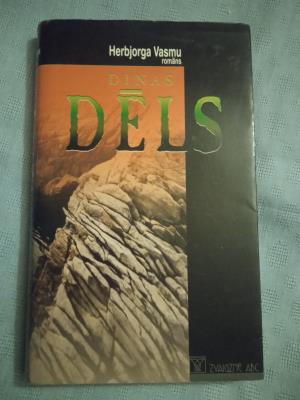 Herbjorga Vasmu
romāns
DINAS
DĒLS
ZVAIGZNE ABC